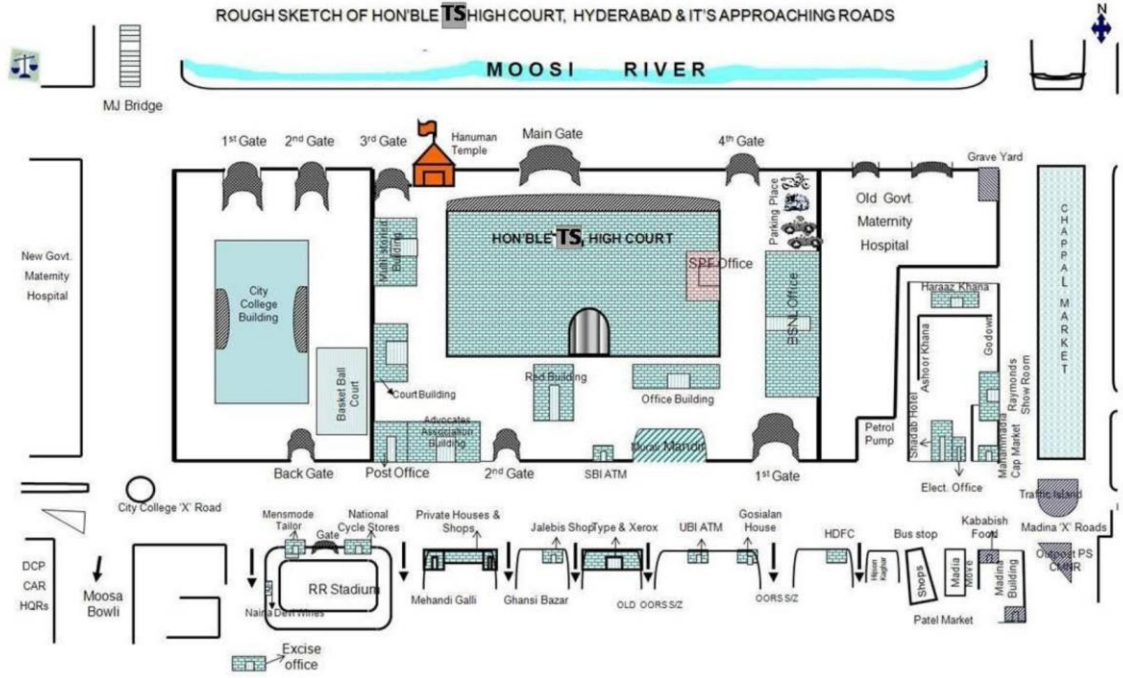 ROUGH SKETCH OF HON'BLE TS HIGH COURT, HYDERABAD & IT'S APPROACHING ROADS
N
MOOSI RIVER
MJ Bridge
1st Gate
2nd Gate
3rd Gate
Hanuman
Temple
Main Gate
4th Gate
Grave Yard
New Govt.
Maternity
Hospital
City
College
Building
Basket Ball
Court
Multi Storied
Building
HON'BLE TS, HIGH COURT
SPF Office
Parking Place
BSNL Office
Old Govt.
Maternity
Hospital
CHAPPAL MARKET
Haraaz Khana
Ashoor Khana
Godown
Raymonds
Show Room
Mahammadia
Cap Market
Shadab Hotel
Petrol
Pump
Court Building
Red Building
Office Building
Advocates
Association
Building
Back Gate
Post Office
2nd Gate
SBI ATM
Mandir
1st Gate
Elect. Office
Traffic Island
City College 'X' Road
Mensmode
Tailor
Gate
National
Cycle Stores
Private Houses &
Shops
Jalebis Shop
Type & Xerox
UBI ATM
Gosialan
House
HDFC
Bus stop
Kababish
Food
Madina 'X' Roads
Outpost PS
CMNR
DCP
CAR
HQRs
Moosa
Bowli
RR Stadium
Naina Devi Wines
Mehandi Galli
Ghansi Bazar
OLD OORS S/Z
OORS S/Z
Shops
Madia
Move
Madina
Building
Patel Market
Excise
office